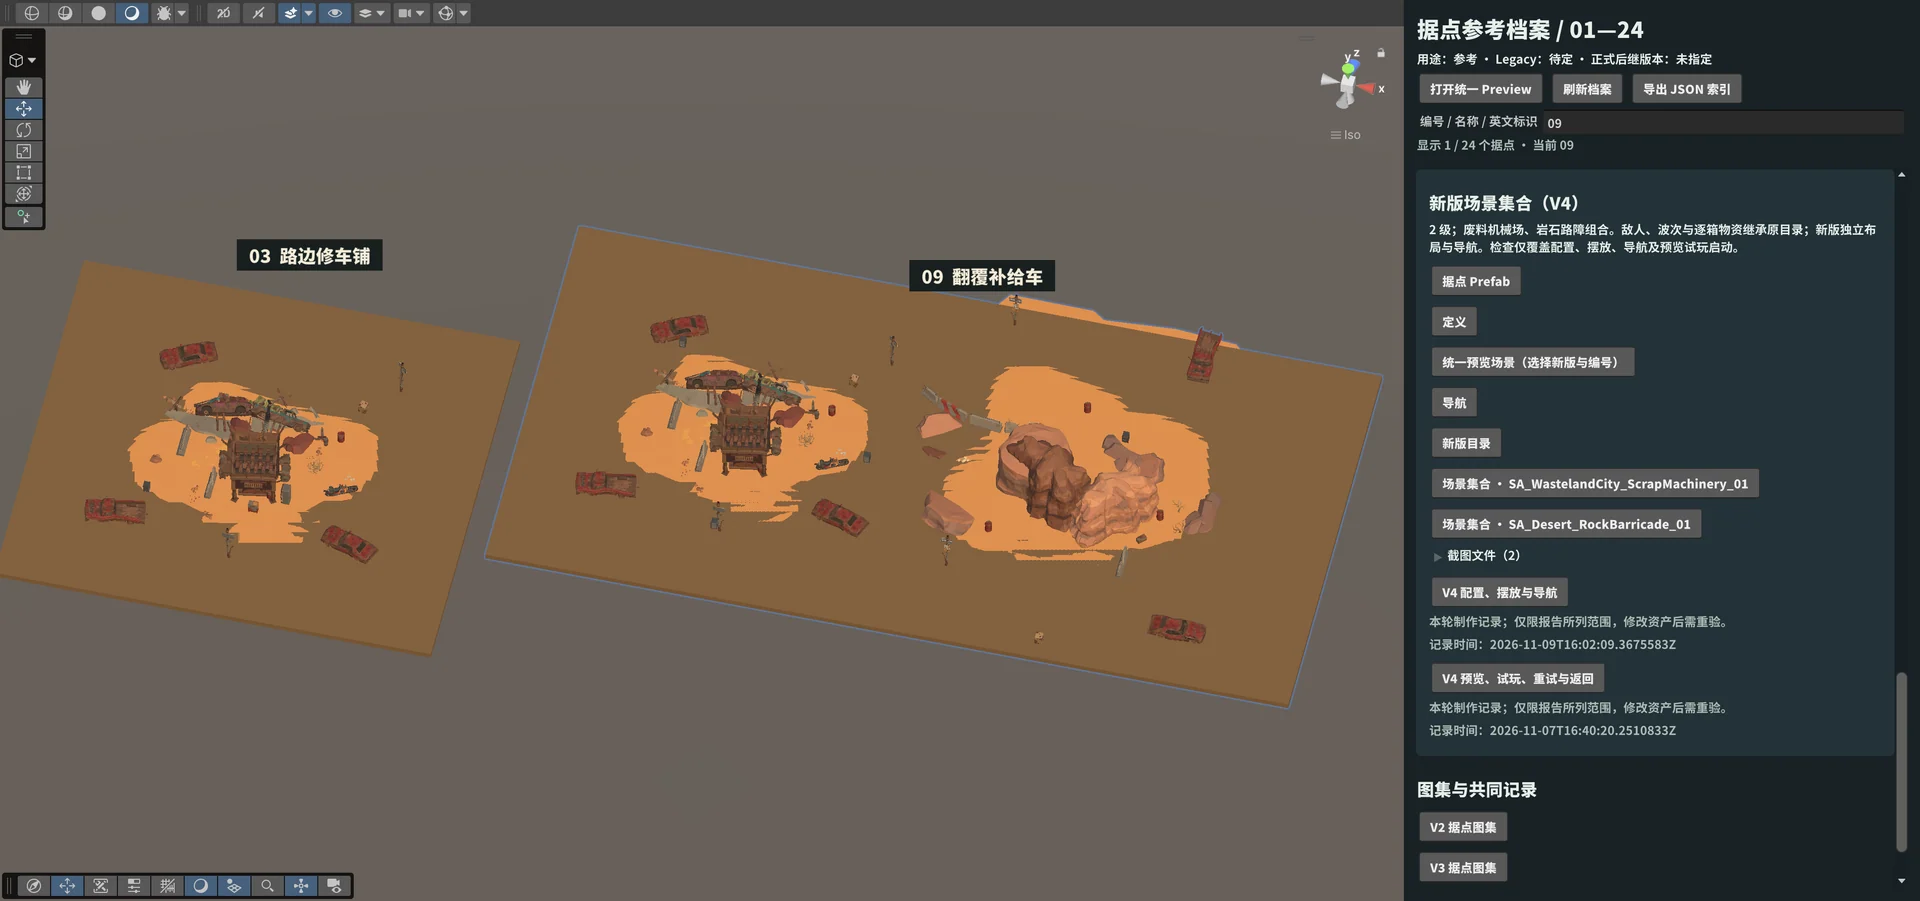 2D
y
z
x
Iso
03 路边修车铺
09 翻覆补给车
据点参考档案 / 01—24
用途：参考 · Legacy：待定 · 正式后继版本：未指定
打开统一 Preview
刷新档案
导出 JSON 索引
编号 / 名称 / 英文标识
09
显示 1 / 24 个据点 · 当前 09
新版场景集合（V4）
2 级；废料机械场、岩石路障组合。敌人、波次与逐箱物资继承原目录；新版独立布
局与导航。检查仅覆盖配置、摆放、导航及预览试玩启动。
据点 Prefab
定义
统一预览场景（选择新版与编号）
导航
新版目录
场景集合 · SA_WastelandCity_ScrapMachinery_01
场景集合 · SA_Desert_RockBarricade_01
截图文件（2）
V4 配置、摆放与导航
本轮制作记录；仅限报告所列范围，修改资产后需重验。
记录时间：2026-11-09T16:02:09.3675583Z
V4 预览、试玩、重试与返回
本轮制作记录；仅限报告所列范围，修改资产后需重验。
记录时间：2026-11-07T16:40:20.2510833Z
图集与共同记录
V2 据点图集
V3 据点图集